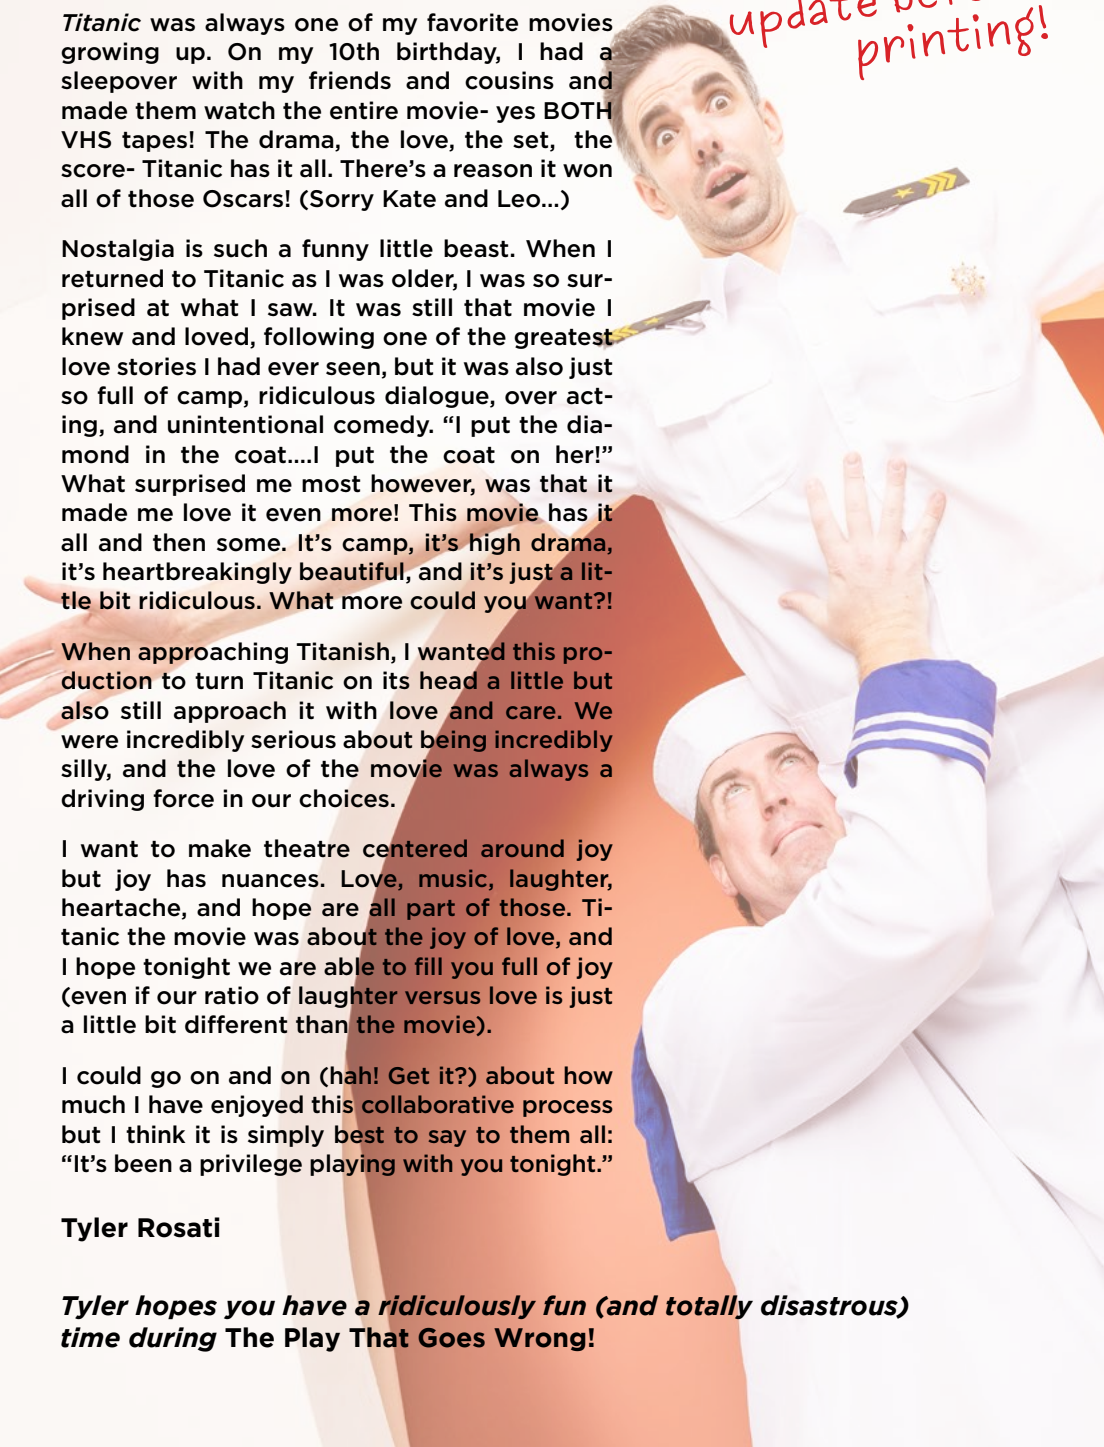 update
printing!
Titanic was always one of my favorite movies
growing up. On my 10th birthday, I had a
sleepover with my friends and cousins and
made them watch the entire movie- yes BOTH
VHS tapes! The drama, the love, the set, the
score- Titanic has it all. There's a reason it won
all of those Oscars! (Sorry Kate and Leo...)
Nostalgia is such a funny little beast. When I
returned to Titanic as I was older, I was so sur-
prised at what I saw. It was still that movie I
knew and loved, following one of the greatest
love stories I had ever seen, but it was also just
so full of camp, ridiculous dialogue, over act-
ing, and unintentional comedy. “I put the dia-
mond in the coat....I put the coat on her!”
What surprised me most however, was that it
made me love it even more! This movie has it
all and then some. It's camp, it's high drama,
it's heartbreakingly beautiful, and it's just a lit-
tle bit ridiculous. What more could you want?!
When approaching Titanish, I wanted this pro-
duction to turn Titanic on its head a little but
also still approach it with love and care. We
were incredibly serious about being incredibly
silly, and the love of the movie was always a
driving force in our choices.
I want to make theatre centered around joy
but joy has nuances. Love, music, laughter,
heartache, and hope are all part of those. Ti-
tanic the movie was about the joy of love, and
I hope tonight we are able to fill you full of joy
(even if our ratio of laughter versus love is just
a little bit different than the movie).
I could go on and on (hah! Get it?) about how
much I have enjoyed this collaborative process
but I think it is simply best to say to them all:
“It's been a privilege playing with you tonight.”
Tyler Rosati
Tyler hopes you have a ridiculously fun (and totally disastrous)
time during The Play That Goes Wrong!